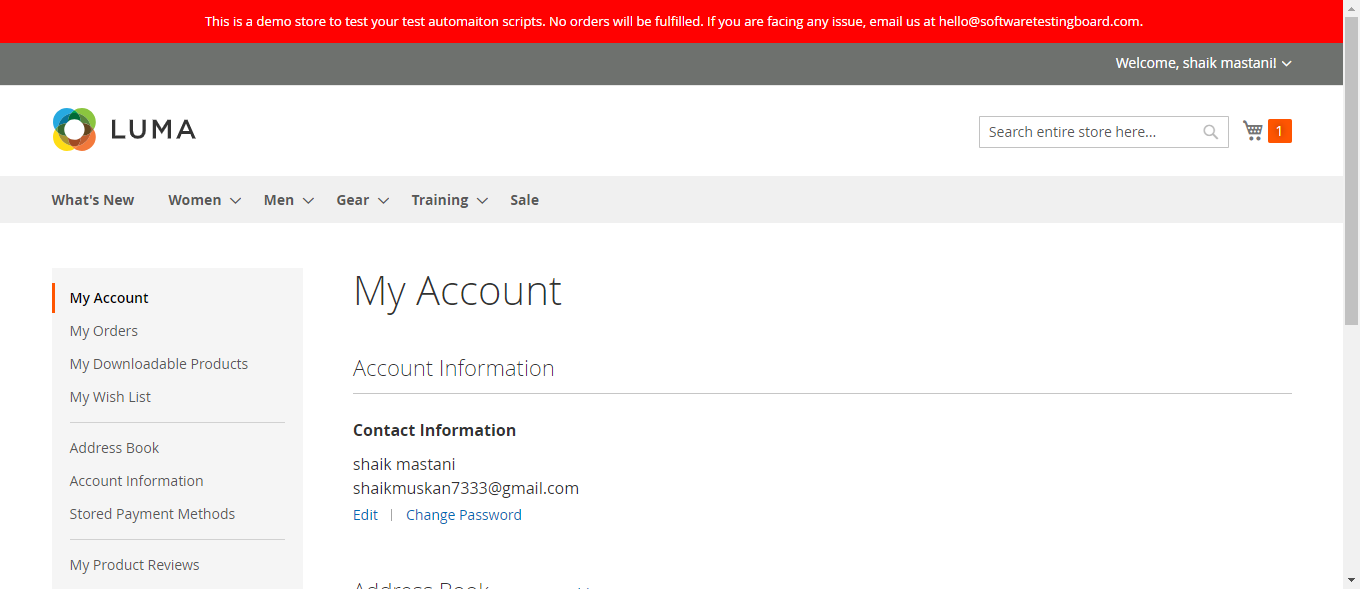 This is a demo store to test your test automaiton scripts. No orders will be fulfilled. If you are facing any issue, email us at hello@softwaretestingboard.com.
Welcome, shaik mastanil
LUMA
Search entire store here...
1
What's New Women Men Gear Training Sale
My Account
My Orders
My Downloadable Products
My Wish List
Address Book
Account Information
Stored Payment Methods
My Product Reviews
My Account
Account Information
Contact Information
shaik mastani
shaikmuskan7333@gmail.com
Edit | Change Password
Address Book